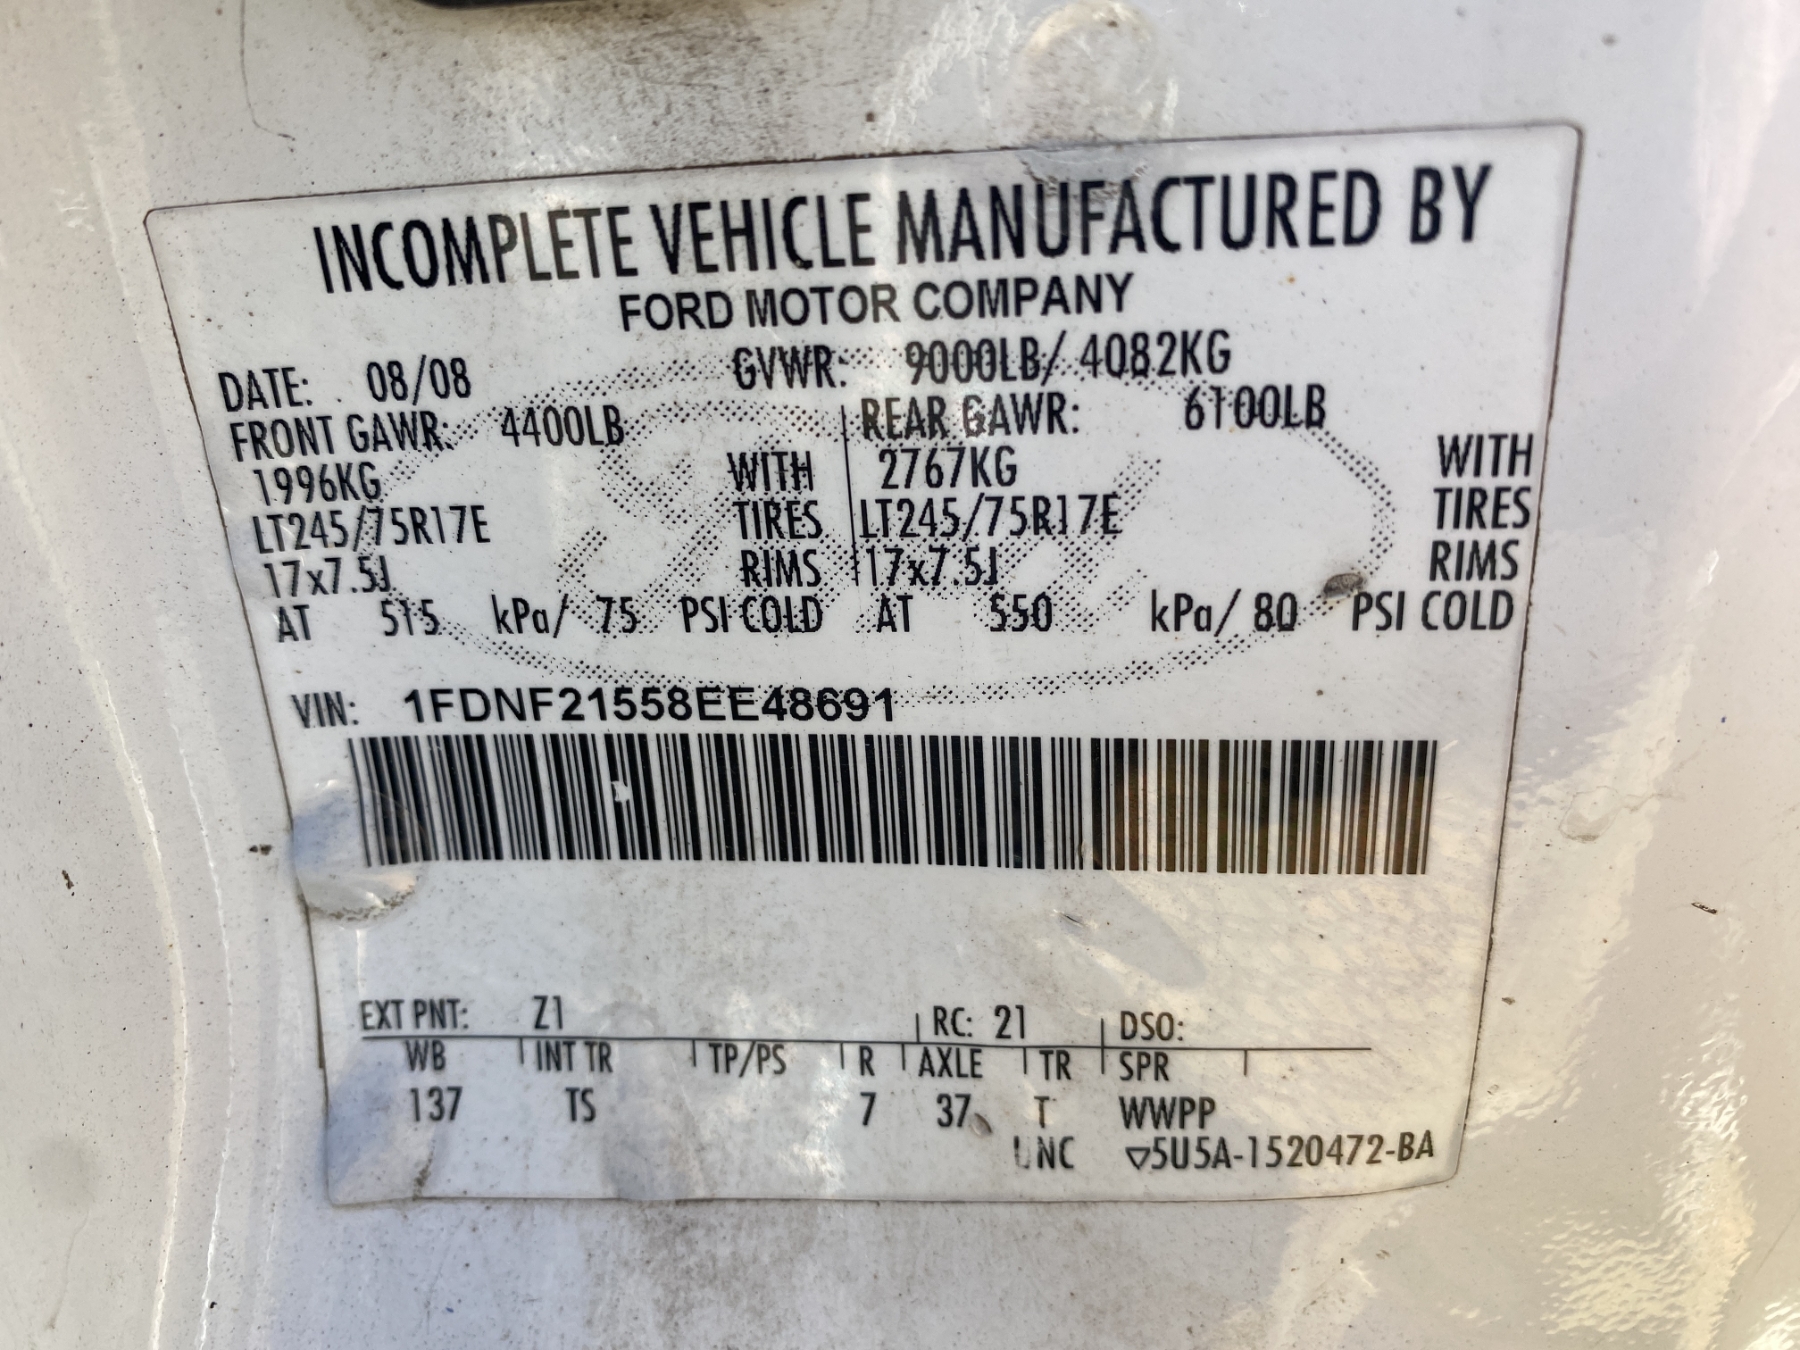 INCOMPLETE VEHICLE MANUFACTURED BY
FORD MOTOR COMPANY
DATE: 08/08 GVWR: 9000LB/ 4082KG
FRONT GAWR: 4400LB REAR GAWR: 6100LB
1996KG WITH 2767KG WITH
LT245/75R17E TIRES LT245/75R17E TIRES
17x7.5J RIMS 17x7.5J RIMS
AT 515 kPa/ 75 PSI COLD AT 550 kPa/ 80 PSI COLD
VIN: 1FDNF21558EE48691
EXT PNT: Z1 RC: 21 DSO:
WB INT TR TP/PS R AXLE TR SPR
137 TS 7 37 T WWPP
UNC ▽5U5A-1520472-BA